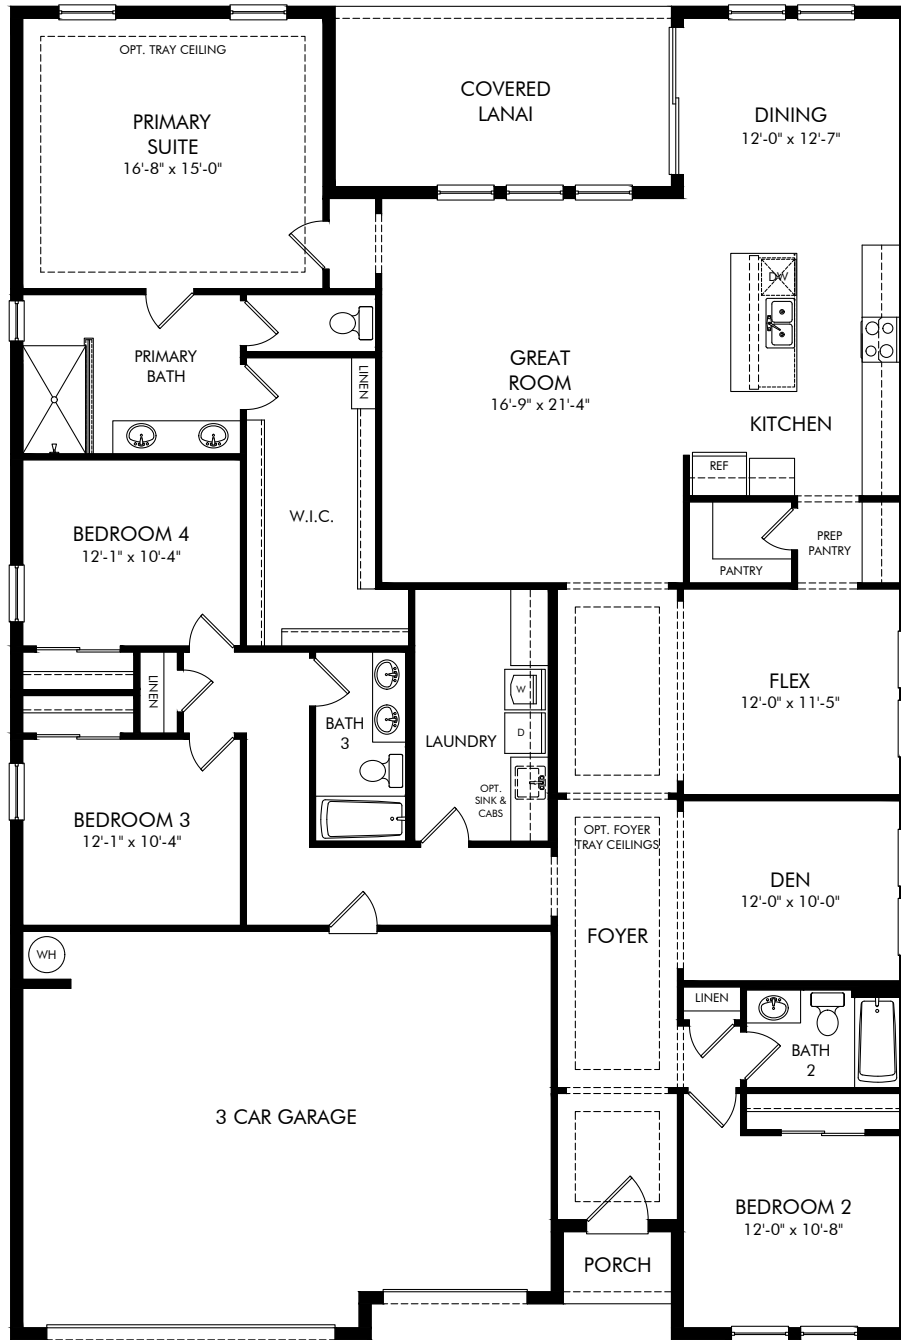 OPT. TRAY CEILING
PRIMARY
SUITE
16'-8" x 15'-0"
COVERED
LANAI
DINING
12'-0" x 12'-7"
DW
PRIMARY
BATH
LINEN
GREAT
ROOM
16'-9" x 21'-4"
KITCHEN
REF
W.I.C.
BEDROOM 4
12'-1" x 10'-4"
PREP
PANTRY
PANTRY
LINEN
BATH
3
W
D
LAUNDRY
OPT.
SINK &
CABS
FLEX
12'-0" x 11'-5"
BEDROOM 3
12'-1" x 10'-4"
OPT. FOYER
TRAY CEILINGS
DEN
12'-0" x 10'-0"
FOYER
WH
LINEN
BATH
2
3 CAR GARAGE
BEDROOM 2
12'-0" x 10'-8"
PORCH